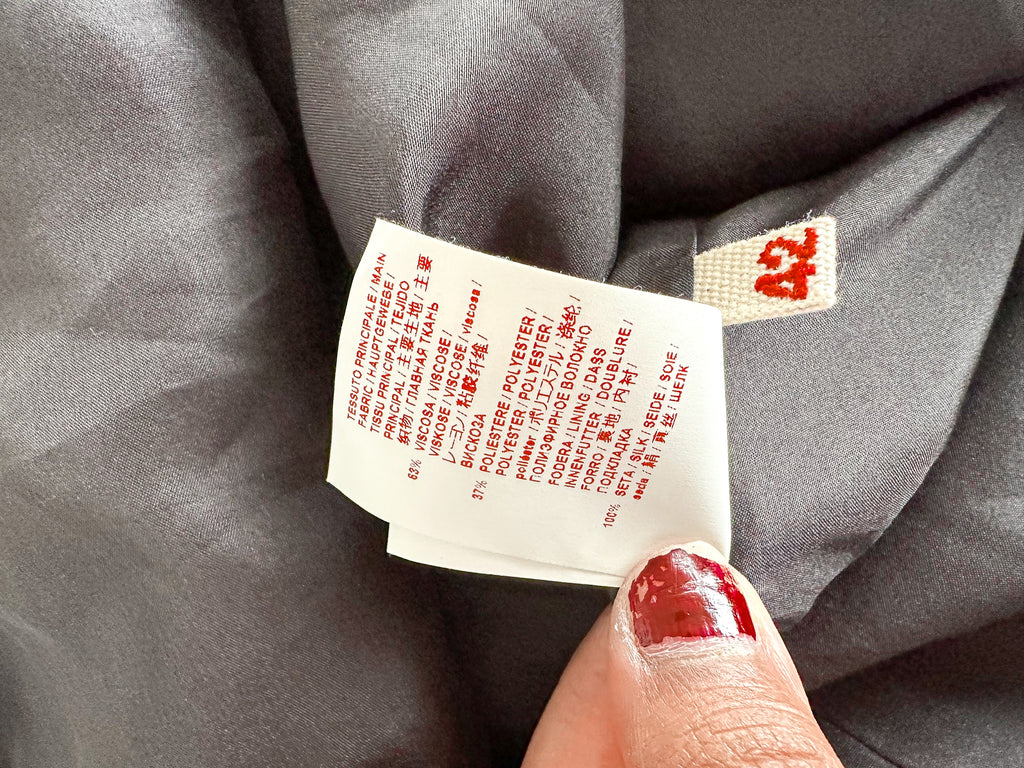 TESSUTO PRINCIPALE / MAIN
FABRIC / HAUPTGEWEBE /
TISSU PRINCIPAL / TEJIDO
PRINCIPAL / 主要生地 / 主要
织物 / ГЛАВНАЯ ТКАНЬ
63% VISCOSA / VISCOSE /
VISKOSE / VISCOSE / viscosa /
レーヨン / 粘胶纤维 /
ВИСКОЗА
37% POLIESTERE / POLYESTER /
POLYESTER POLYESTER /
poliéster / ポリエステル / 涤纶 /
ПОЛИЭФИРНОЕ ВОЛОКНО
FODERA / LINING / DASS
INNENFUTTER / DOUBLURE /
FORRO / 裏地 / 内衬 /
ПОДКЛАДКА
100% SETA / SILK / SEIDE / SOIE /
seda / 絹 / 丝 / ШЕЛК
42